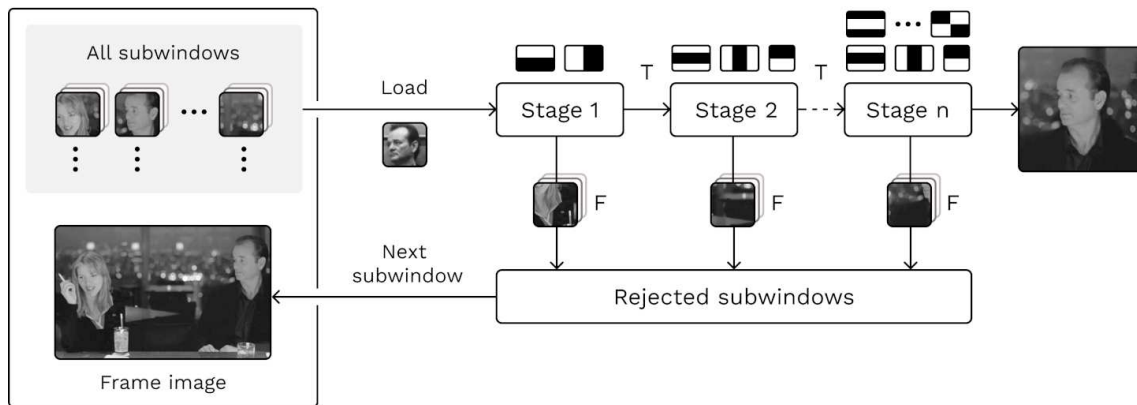 All subwindows
Load
T
T
Stage 1
Stage 2
Stage n
F
F
F
Next
subwindow
Rejected subwindows
Frame image